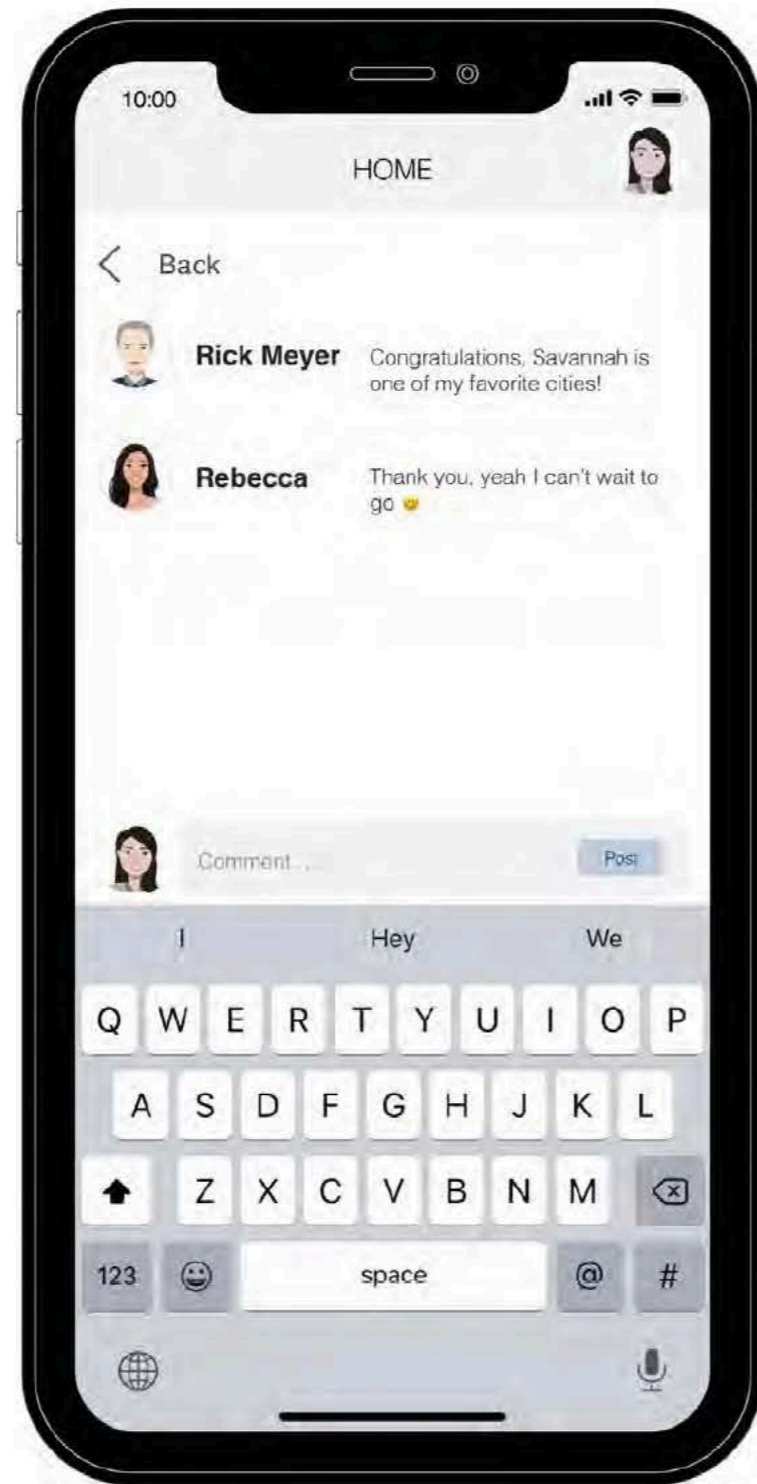 10:00
HOME
Back
Rick Meyer
Congratulations, Savannah is
one of my favorite cities!
Rebecca
Thank you, yeah I can't wait to
go 🤓
Comment...
Post
I Hey We
Q W E R T Y U I O P
A S D F G H J K L
Z X C V B N M
123 space @ #